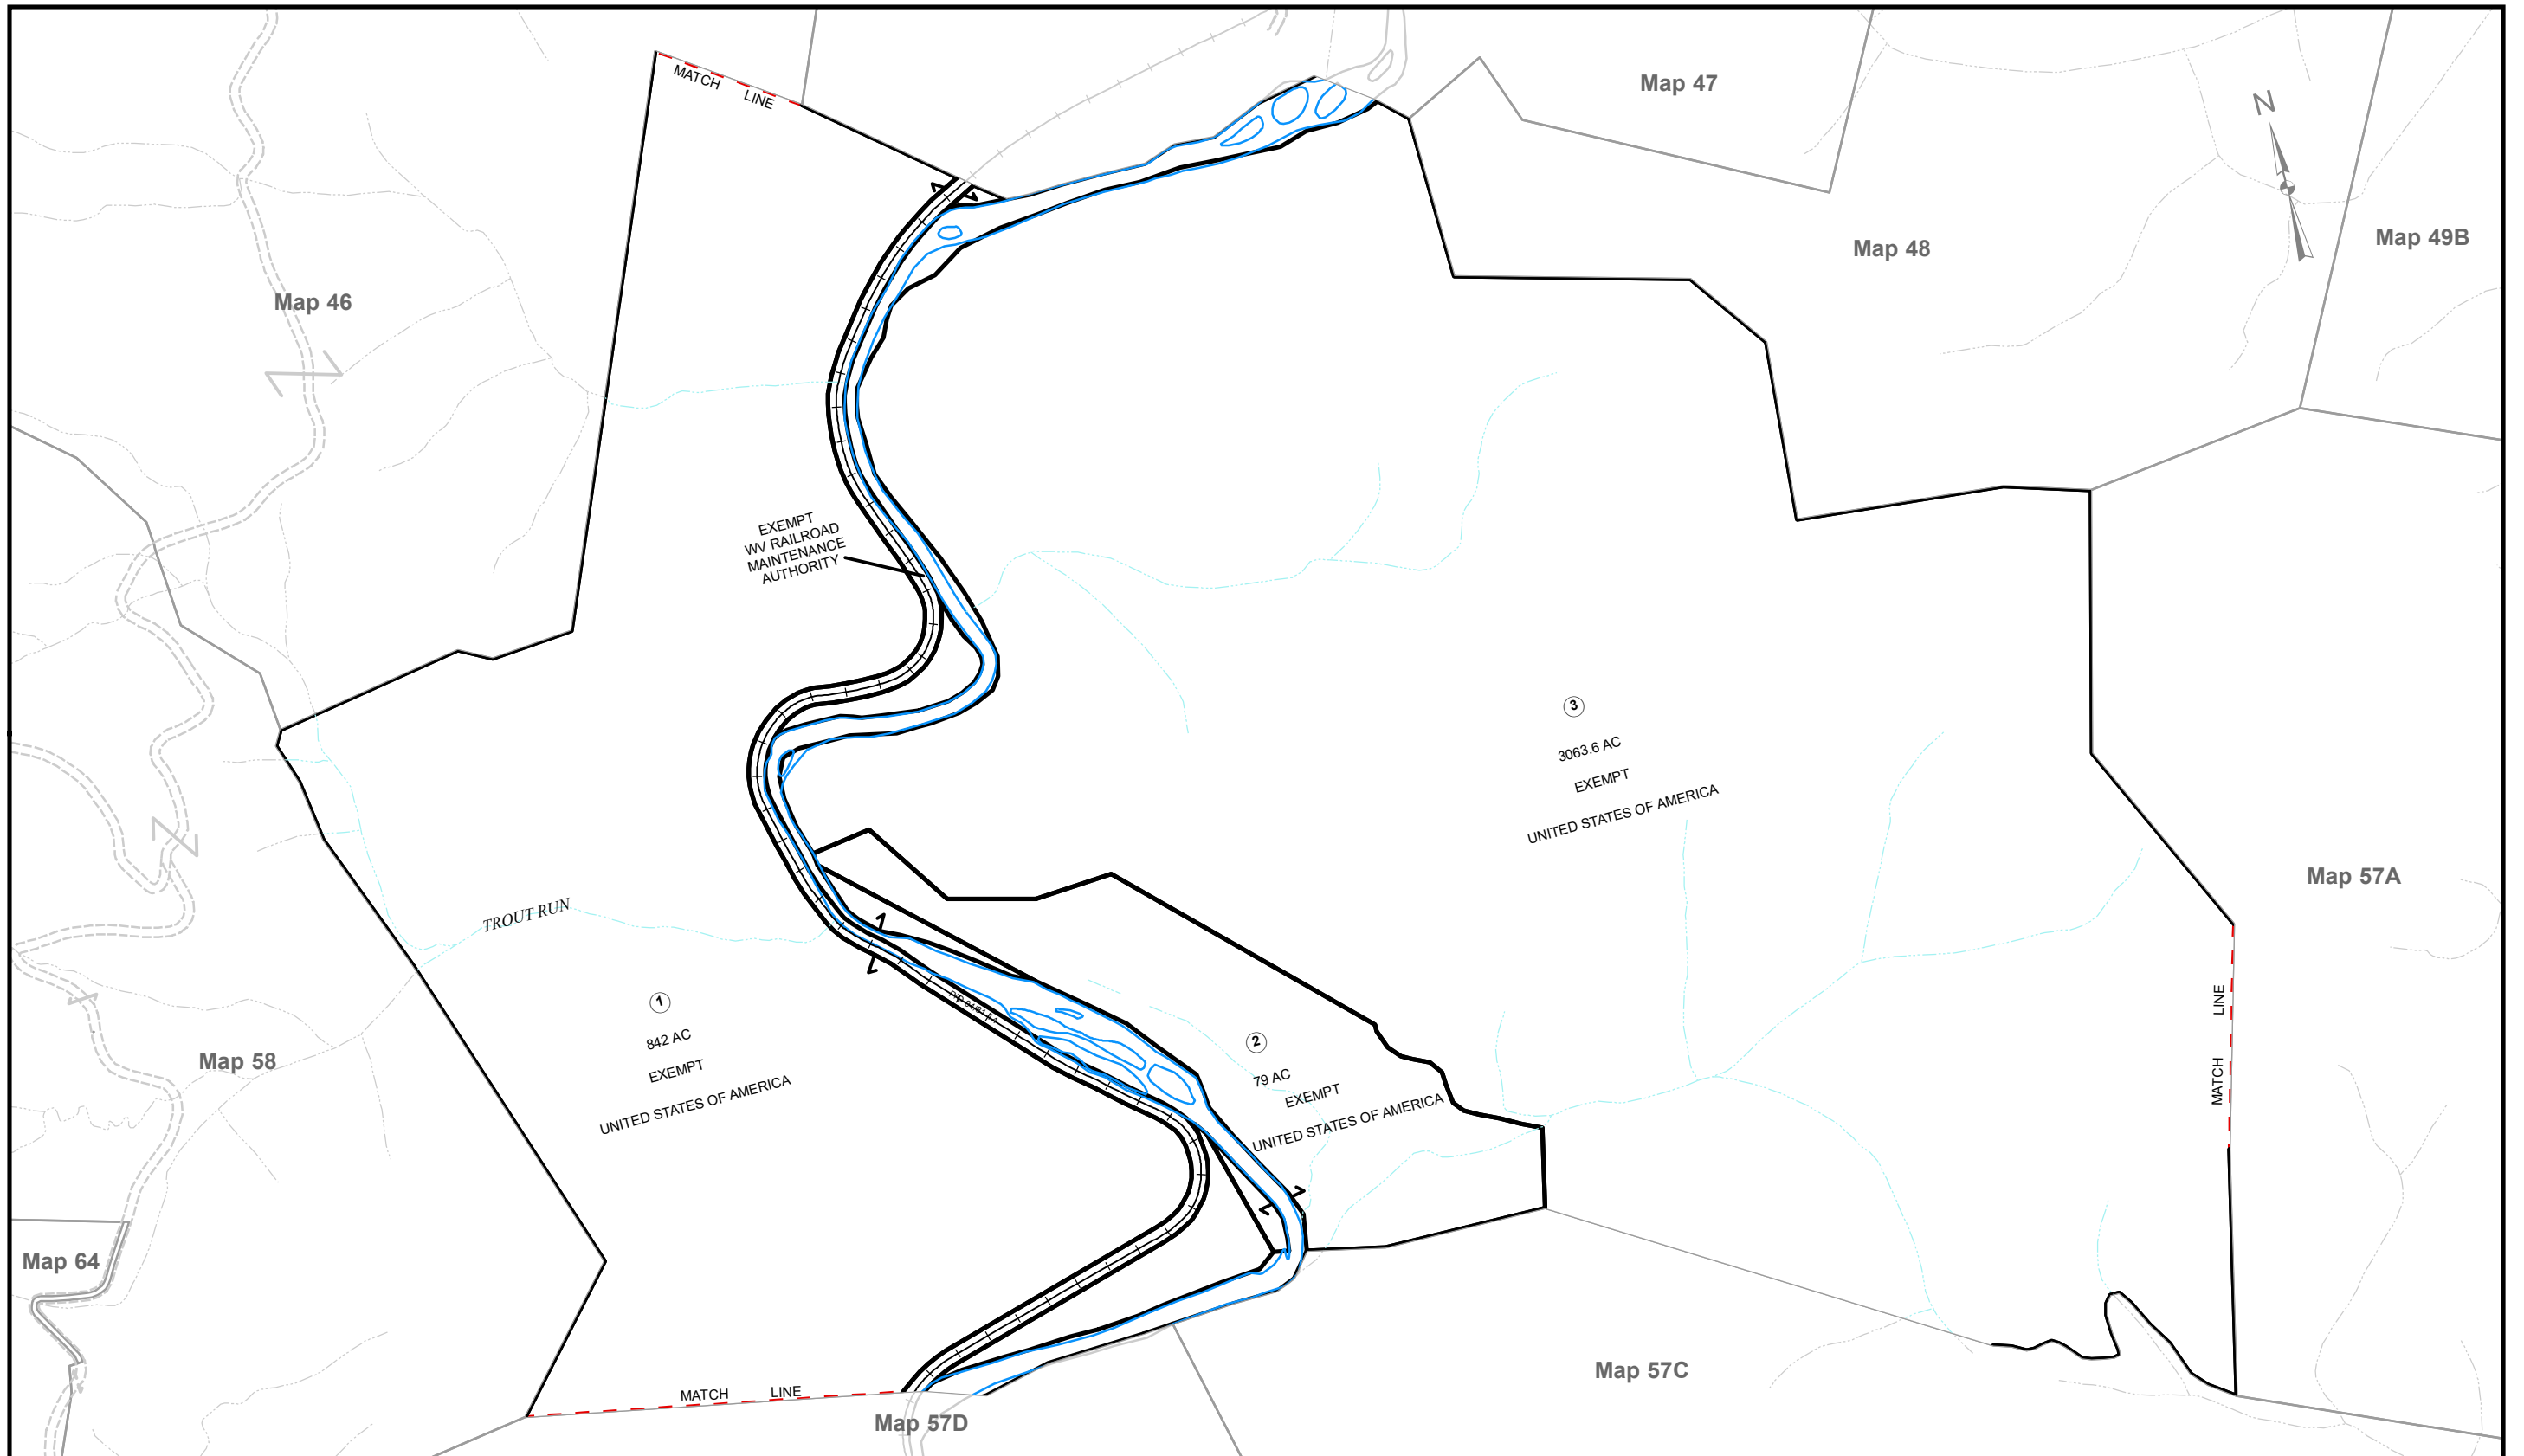 MATCH LINE
Map 47
N
Map 48
Map 49B
Map 46
EXEMPT
WV RAILROAD
MAINTENANCE
AUTHORITY
3
3063.6 AC
EXEMPT
UNITED STATES OF AMERICA
Map 57A
TROUT RUN
1
842 AC
EXEMPT
UNITED STATES OF AMERICA
2
79 AC
EXEMPT
UNITED STATES OF AMERICA
MATCH LINE
Map 58
Map 64
Map 57C
MATCH LINE
Map 57D